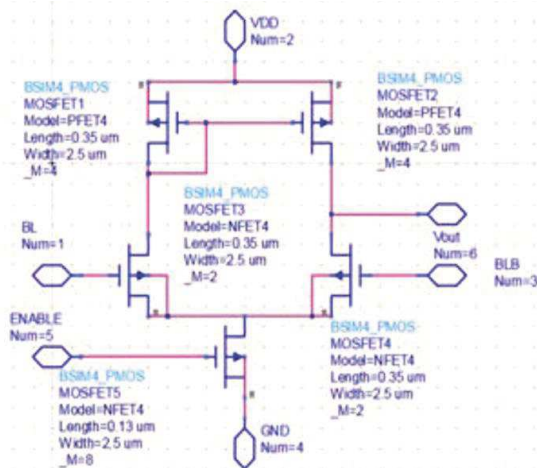 VDD
Num=2
BSIM4_PMOS
MOSFET1
Model=PFET4
Length=0.35 um
Width=2.5 um
_M=4
BSIM4_PMOS
MOSFET2
Model=PFET4
Length=0.35 um
Width=2.5 um
_M=4
BSIM4_PMOS
MOSFET3
Model=NFET4
Length=0.35 um
Width=2.5 um
_M=2
BL
Num=1
Vout
Num=6
BLB
Num=3
ENABLE
Num=5
BSIM4_PMOS
MOSFET4
Model=NFET4
Length=0.35 um
Width=2.5 um
_M=2
BSIM4_PMOS
MOSFET5
Model=NFET4
Length=0.13 um
Width=2.5 um
_M=8
GND
Num=4